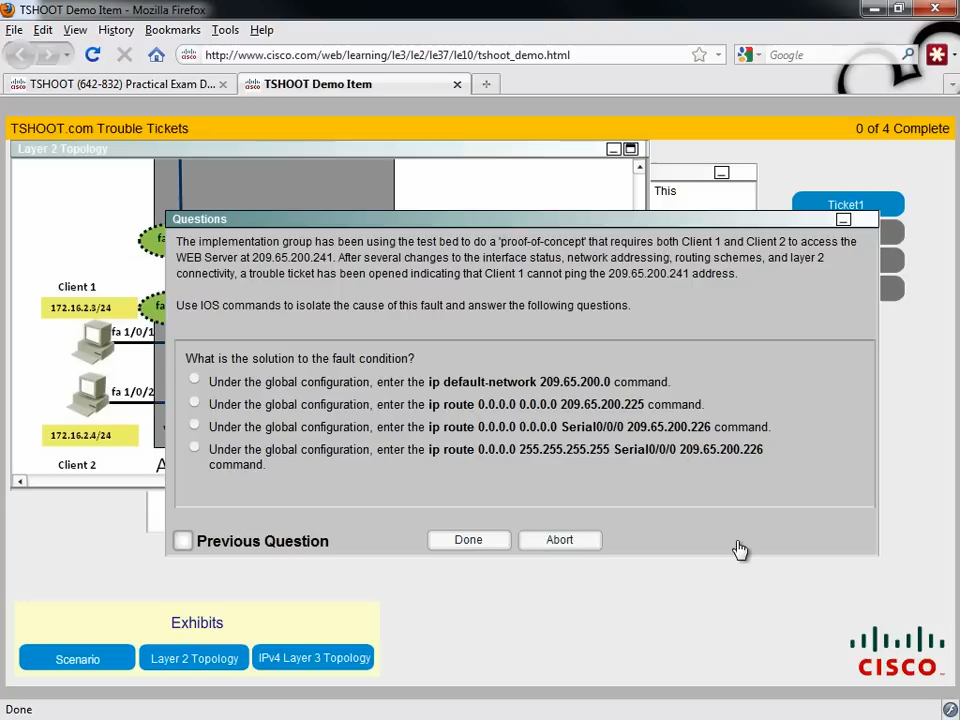 TSHOOT Demo Item - Mozilla Firefox
File Edit View History Bookmarks Tools Help
http://www.cisco.com/web/learning/le3/le2/le37/le10/tshoot_demo.html
Google
TSHOOT (642-832) Practical Exam D...
TSHOOT Demo Item
TSHOOT.com Trouble Tickets
0 of 4 Complete
Layer 2 Topology
This
Ticket1
Questions
The implementation group has been using the test bed to do a 'proof-of-concept' that requires both Client 1 and Client 2 to access the
WEB Server at 209.65.200.241. After several changes to the interface status, network addressing, routing schemes, and layer 2
connectivity, a trouble ticket has been opened indicating that Client 1 cannot ping the 209.65.200.241 address.
Use IOS commands to isolate the cause of this fault and answer the following questions.
fa
Client 1
172.16.2.3/24
fa
fa 1/0/1
fa 1/0/2
172.16.2.4/24
Client 2
A
What is the solution to the fault condition?
Under the global configuration, enter the ip default-network 209.65.200.0 command.
Under the global configuration, enter the ip route 0.0.0.0 0.0.0.0 209.65.200.225 command.
Under the global configuration, enter the ip route 0.0.0.0 0.0.0.0 Serial0/0/0 209.65.200.226 command.
Under the global configuration, enter the ip route 0.0.0.0 255.255.255.255 Serial0/0/0 209.65.200.226
command.
Previous Question
Done
Abort
Exhibits
Scenario
Layer 2 Topology
IPv4 Layer 3 Topology
CISCO
Done